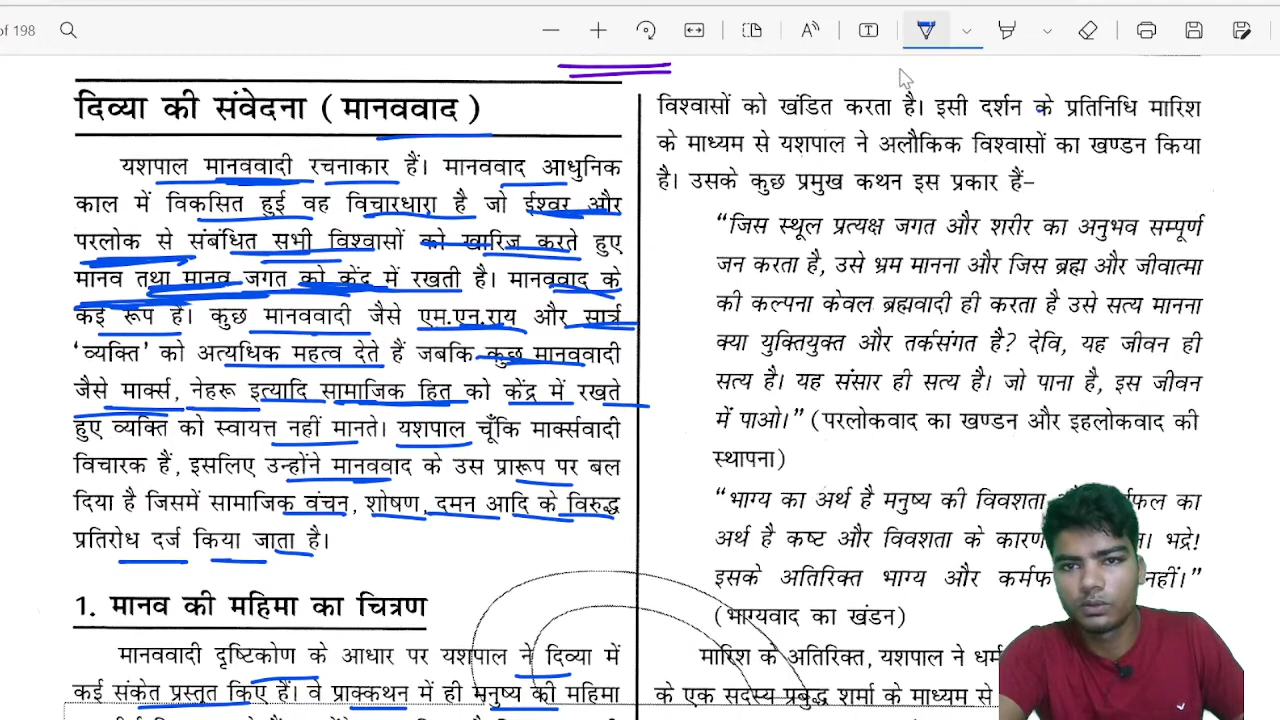 of 198
दिव्या की संवेदना (मानववाद)
यशपाल मानववादी रचनाकार हैं। मानववाद आधुनिक
काल में विकसित हुई वह विचारधारा है जो ईश्वर और
परलोक से संबंधित सभी विश्वासों को खारिज करते हुए
मानव तथा मानव जगत को केंद्र में रखती है। मानववाद के
कई रूप हैं। कुछ मानववादी जैसे एम.एन.राय और सार्त्र
'व्यक्ति' को अत्यधिक महत्व देते हैं जबकि कुछ मानववादी
जैसे मार्क्स, नेहरू इत्यादि सामाजिक हित को केंद्र में रखते
हुए व्यक्ति को स्वायत्त नहीं मानते। यशपाल चूँकि मार्क्सवादी
विचारक हैं, इसलिए उन्होंने मानववाद के उस प्रारूप पर बल
दिया है जिसमें सामाजिक वंचन, शोषण, दमन आदि के विरुद्ध
प्रतिरोध दर्ज किया जाता है।
1. मानव की महिमा का चित्रण
मानववादी दृष्टिकोण के आधार पर यशपाल ने दिव्या में
कई संकेत प्रस्तुत किए हैं। वे प्राक्कथन में ही मनुष्य की महिमा
विश्वासों को खंडित करता है। इसी दर्शन के प्रतिनिधि मारिश
के माध्यम से यशपाल ने अलौकिक विश्वासों का खण्डन किया
है। उसके कुछ प्रमुख कथन इस प्रकार हैं-
"जिस स्थूल प्रत्यक्ष जगत और शरीर का अनुभव सम्पूर्ण
जन करता है, उसे भ्रम मानना और जिस ब्रह्म और जीवात्मा
की कल्पना केवल ब्रह्मवादी ही करता है उसे सत्य मानना
क्या युक्तियुक्त और तर्कसंगत है? देवि, यह जीवन ही
सत्य है। यह संसार ही सत्य है। जो पाना है, इस जीवन
में पाओ।" (परलोकवाद का खण्डन और इहलोकवाद की
स्थापना)
"भाग्य का अर्थ है मनुष्य की विवशता का
अर्थ है कष्ट और विवशता के कारण भद्रे!
इसके अतिरिक्त भाग्य और नहीं।"
(भाग्यवाद का खंडन)
मारिश के अतिरिक्त, यशपाल ने
के एक सदस्य प्रबुद्ध शर्मा के माध्यम से